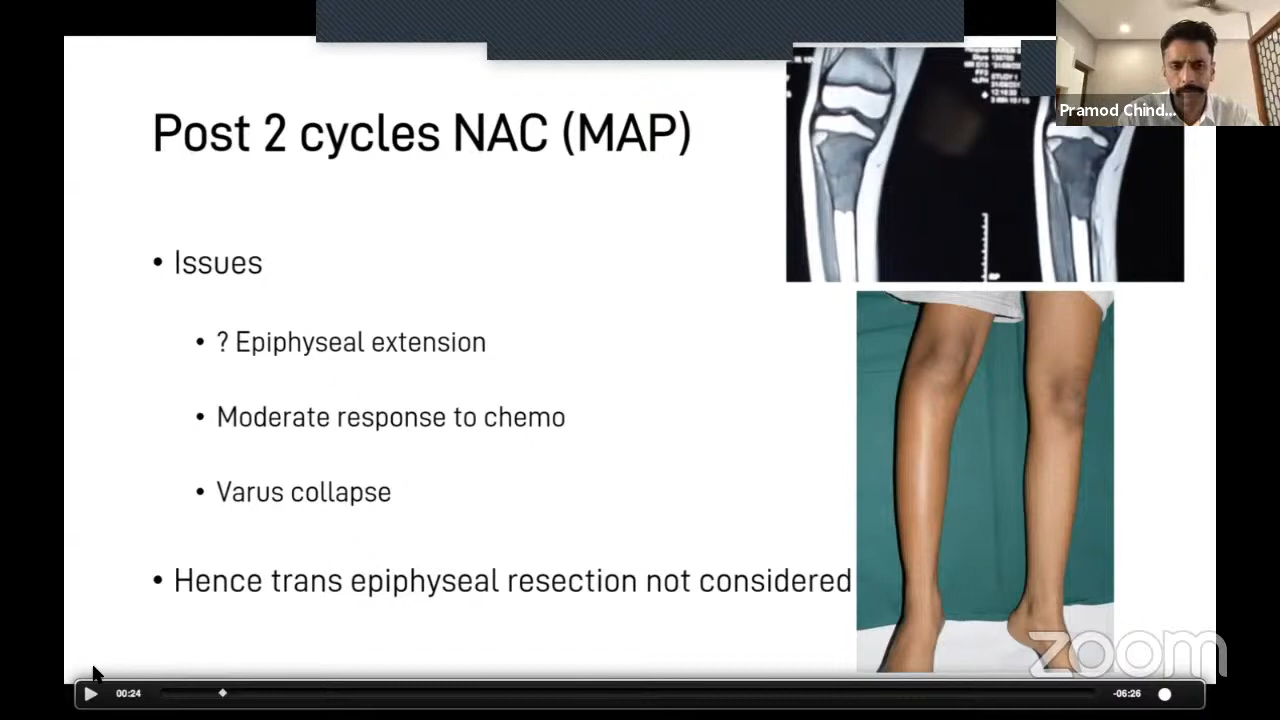 Post 2 cycles NAC (MAP)
• Issues
• ? Epiphyseal extension
• Moderate response to chemo
• Varus collapse
• Hence trans epiphyseal resection not considered
Pramod Chind...
zoom
00:24
-06:26